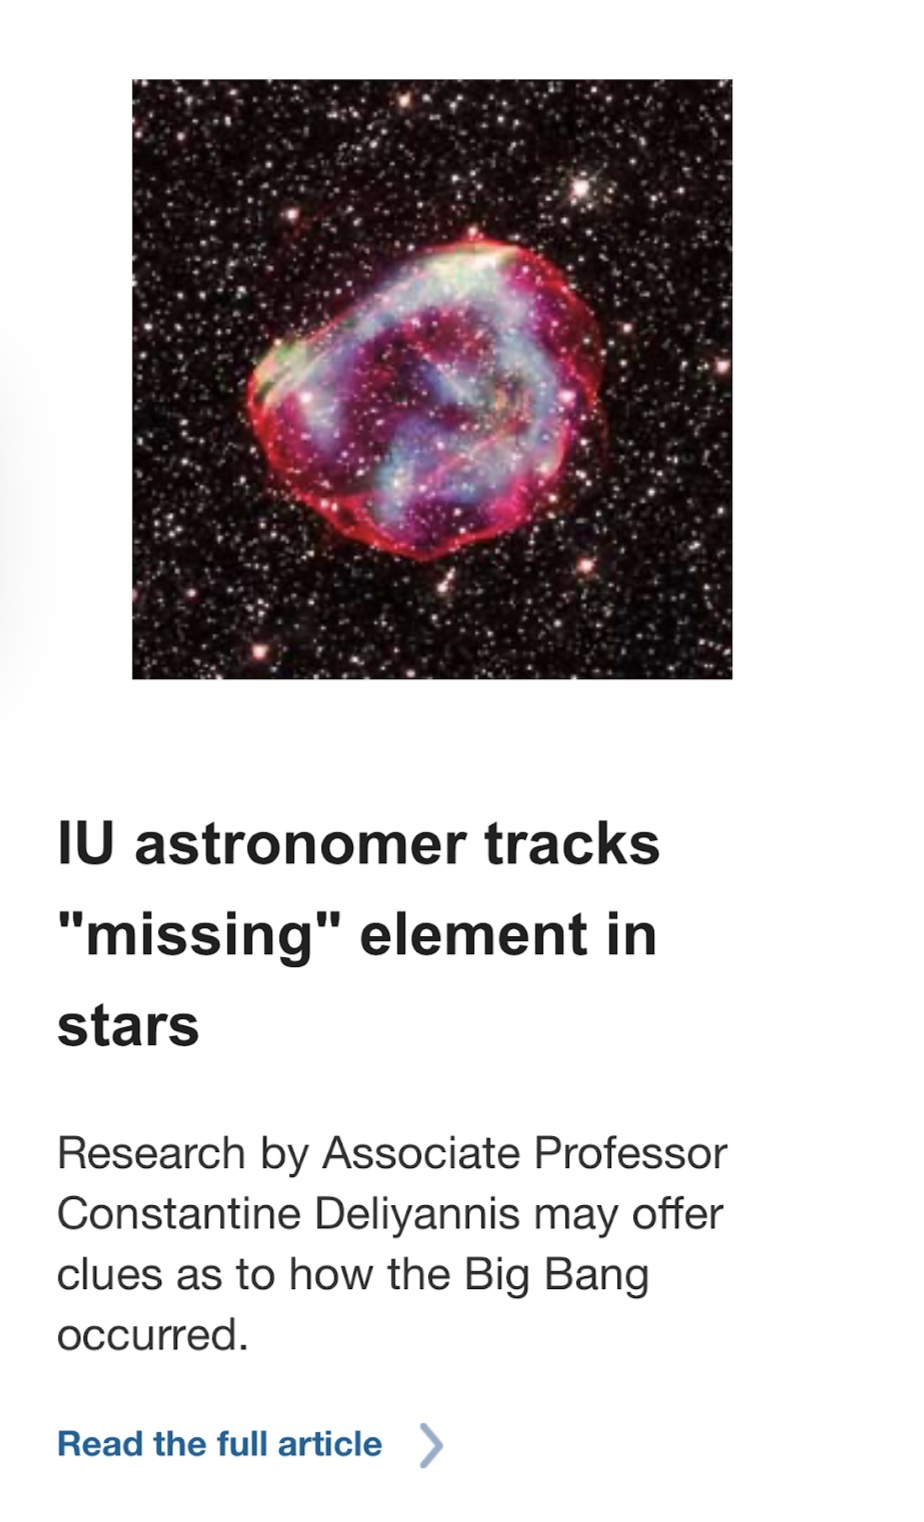 IU astronomer tracks
"missing" element in
stars
Research by Associate Professor
Constantine Deliyannis may offer
clues as to how the Big Bang
occurred.
Read the full article